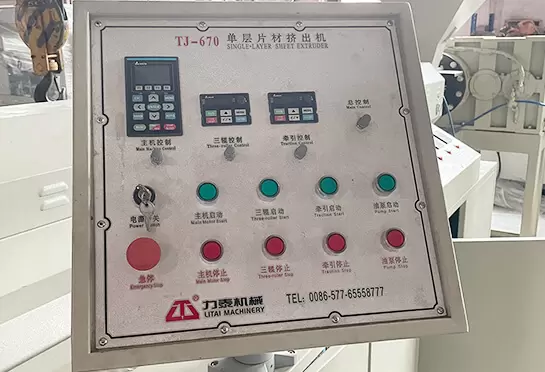 TJ-670 单层片材挤出机
SINGLE-LAYER SHEET EXTRUDER
主机控制
Main Machine Control
三辊控制
Three-roller Control
牵引控制
Traction Control
总控制
Main Control
电源开关
Power
主机启动
Main Motor Start
三辊启动
Three-roller Start
牵引启动
Traction Start
油泵启动
Pump Start
急停
Emergency Stop
主机停止
Main Motor Stop
三辊停止
Three-roller Stop
牵引停止
Traction Stop
油泵停止
Pump Stop
力泰机械
LITAI MACHINERY
TEL: 0086-577-65558777